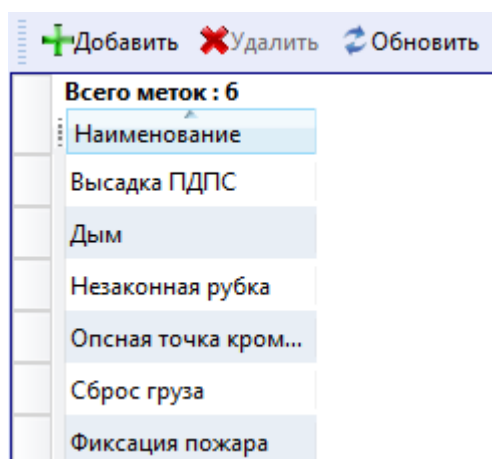 Добавить Удалить Обновить
Всего меток : 6
Наименование
Высадка ПДПС
Дым
Незаконная рубка
Опсная точка кром...
Сброс груза
Фиксация пожара